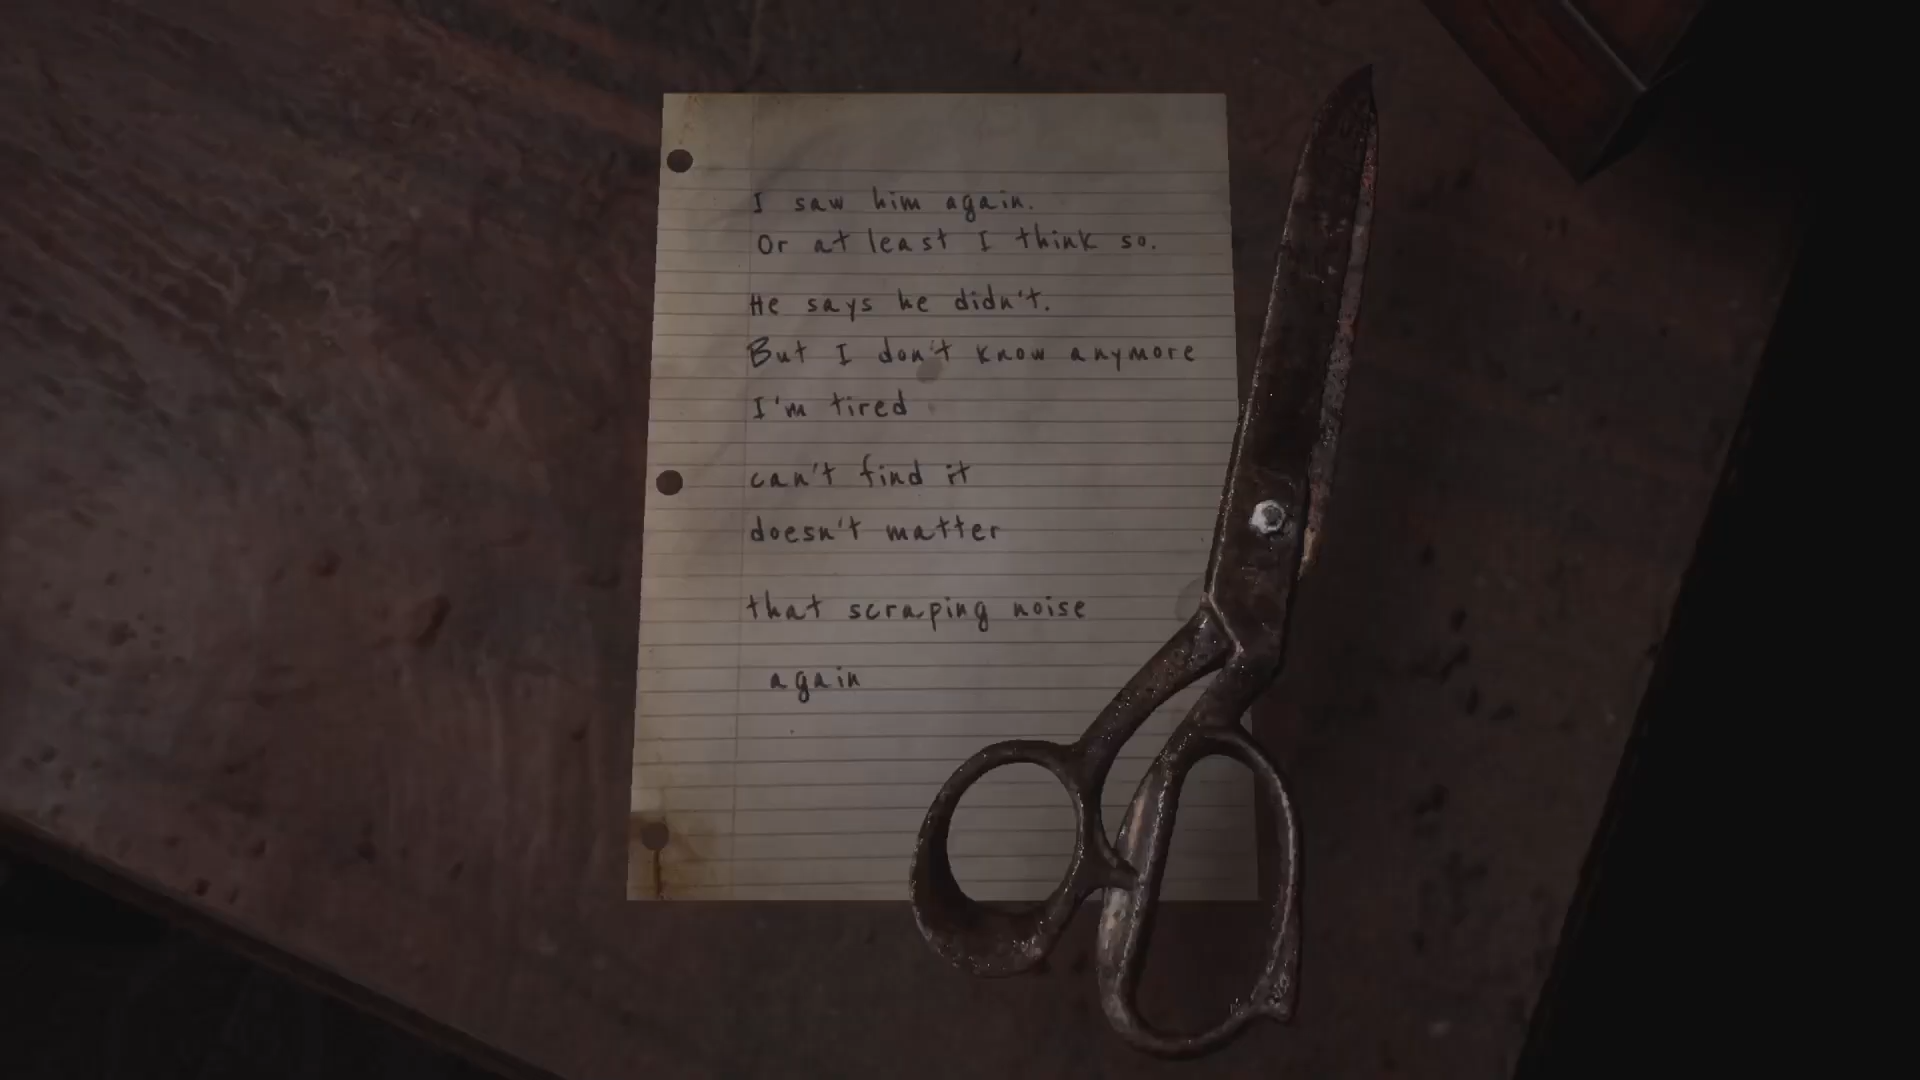 I saw him again.
Or at least I think so.
He says he didn't.
But I don't know anymore
I'm tired
can't find it
doesn't matter
that scraping noise
again